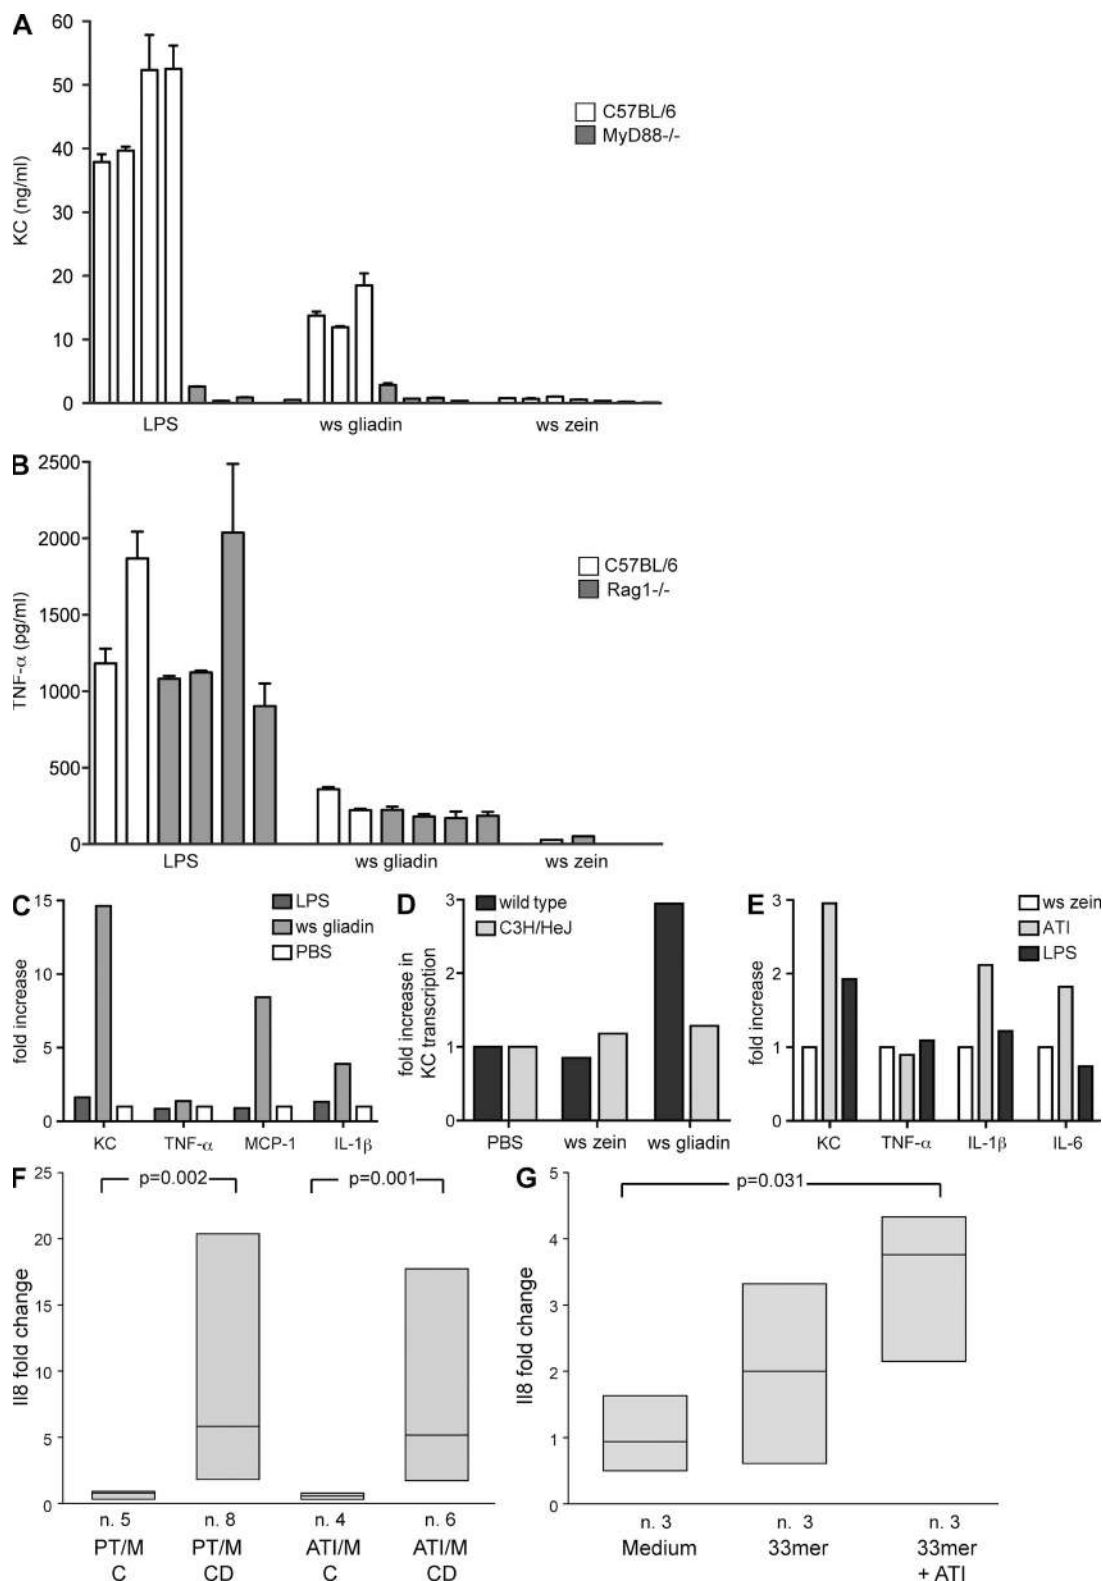 A
60
50
40
30
20
10
0
KC (ng/ml)
C57BL/6
MyD88-/-
LPS ws gliadin ws zein
B
2500
2000
1500
1000
500
0
TNF-α (pg/ml)
C57BL/6
Rag1-/-
LPS ws gliadin ws zein
C
15
10
5
0
fold increase
LPS
ws gliadin
PBS
KC TNF-α MCP-1 IL-1β
D
3
2
1
0
fold increase in
KC transcription
wild type
C3H/HeJ
PBS ws zein ws gliadin
E
3
2
1
0
fold increase
ws zein
ATI
LPS
KC TNF-α IL-1β IL-6
F
25
20
15
10
5
0
Il8 fold change
p=0.002 p=0.001
n. 5 n. 8 n. 4 n. 6
PT/M PT/M ATI/M ATI/M
C CD C CD
G
5
4
3
2
1
0
Il8 fold change
p=0.031
n. 3 n. 3 n. 3
Medium 33mer 33mer
+ ATI